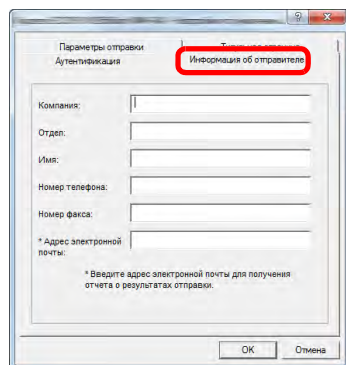 Параметры отправки
Аутентификация
Информация об отправителе
Компания:
Отдел:
Имя:
Номер телефона:
Номер факса:
* Адрес электронной
почты:
* Введите адрес электронной почты для получения
отчета о результатах отправки.
OK
Отмена